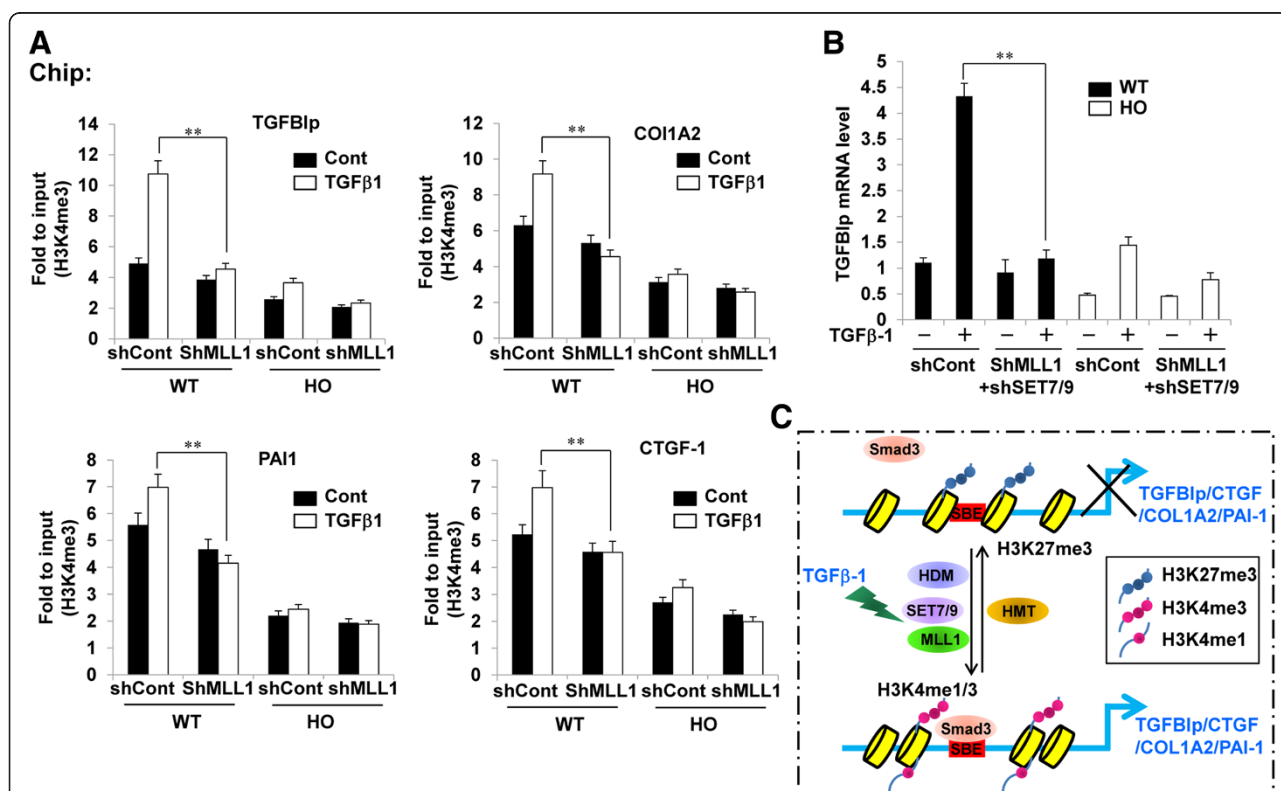 A
Chip:
TGFBIp
14
12
10
8
6
4
2
0
Fold to input
(H3K4me3)
**
Cont
TGFβ1
shCont ShMLL1 shCont shMLL1
WT HO
COl1A2
12
10
8
6
4
2
0
Fold to input
(H3K4me3)
**
Cont
TGFβ1
shCont ShMLL1 shCont shMLL1
WT HO
PAI1
8
7
6
5
4
3
2
1
0
Fold to input
(H3K4me3)
**
Cont
TGFβ1
shCont ShMLL1 shCont shMLL1
WT HO
CTGF-1
8
7
6
5
4
3
2
1
0
Fold to input
(H3K4me3)
**
Cont
TGFβ1
shCont ShMLL1 shCont shMLL1
WT HO
B
5
4.5
4
3.5
3
2.5
2
1.5
1
0.5
0
TGFBIp mRNA level
**
WT
HO
TGFβ-1 – + – + – + – +
shCont ShMLL1 shCont ShMLL1
+shSET7/9 +shSET7/9
C
Smad3
SBE
TGFBIp/CTGF
/COL1A2/PAI-1
H3K27me3
TGFβ-1
HDM
SET7/9
MLL1
HMT
H3K27me3
H3K4me3
H3K4me1
H3K4me1/3
Smad3
SBE
TGFBIp/CTGF
/COL1A2/PAI-1